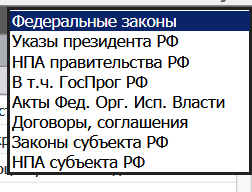 Федеральные законы
Указы президента РФ
НПА правительства РФ
В т.ч. ГосПрог РФ
Акты Фед. Орг. Исп. Власти
Договоры, соглашения
Законы субъекта РФ
НПА субъекта РФ